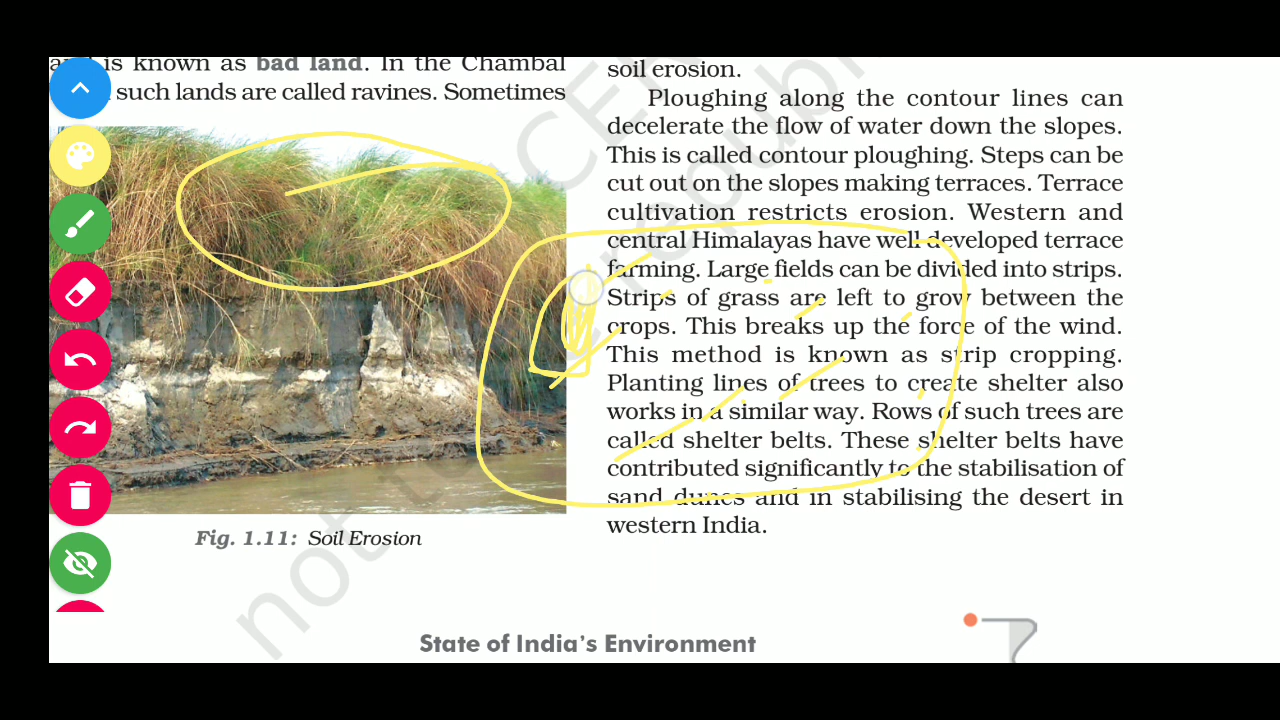 is known as bad land. In the Chambal
such lands are called ravines. Sometimes
Fig. 1.11: Soil Erosion
soil erosion.
Ploughing along the contour lines can
decelerate the flow of water down the slopes.
This is called contour ploughing. Steps can be
cut out on the slopes making terraces. Terrace
cultivation restricts erosion. Western and
central Himalayas have well developed terrace
farming. Large fields can be divided into strips.
Strips of grass are left to grow between the
crops. This breaks up the force of the wind.
This method is known as strip cropping.
Planting lines of trees to create shelter also
works in a similar way. Rows of such trees are
called shelter belts. These shelter belts have
contributed significantly to the stabilisation of
sand dunes and in stabilising the desert in
western India.
State of India's Environment